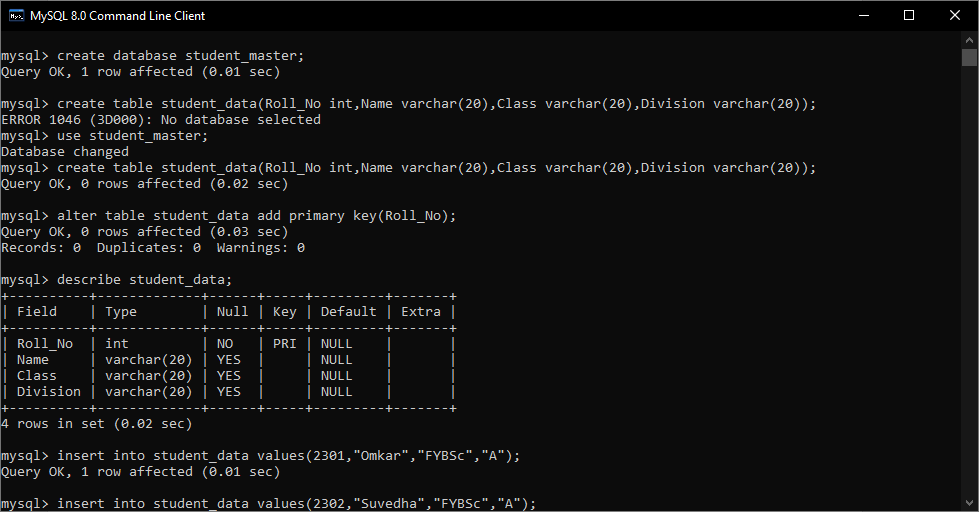 MySQL 8.0 Command Line Client
mysql> create database student_master;
Query OK, 1 row affected (0.01 sec)
mysql> create table student_data(Roll_No int,Name varchar(20),Class varchar(20),Division varchar(20));
ERROR 1046 (3D000): No database selected
mysql> use student_master;
Database changed
mysql> create table student_data(Roll_No int,Name varchar(20),Class varchar(20),Division varchar(20));
Query OK, 0 rows affected (0.02 sec)
mysql> alter table student_data add primary key(Roll_No);
Query OK, 0 rows affected (0.03 sec)
Records: 0  Duplicates: 0  Warnings: 0
mysql> describe student_data;
+----------+-------------+------+-----+---------+-------+
| Field    | Type        | Null | Key | Default | Extra |
+----------+-------------+------+-----+---------+-------+
| Roll_No  | int         | NO   | PRI | NULL    |       |
| Name     | varchar(20) | YES  |     | NULL    |       |
| Class    | varchar(20) | YES  |     | NULL    |       |
| Division | varchar(20) | YES  |     | NULL    |       |
+----------+-------------+------+-----+---------+-------+
4 rows in set (0.02 sec)
mysql> insert into student_data values(2301,"Omkar","FYBSc","A");
Query OK, 1 row affected (0.01 sec)
mysql> insert into student_data values(2302,"Suvedha","FYBSc","A");